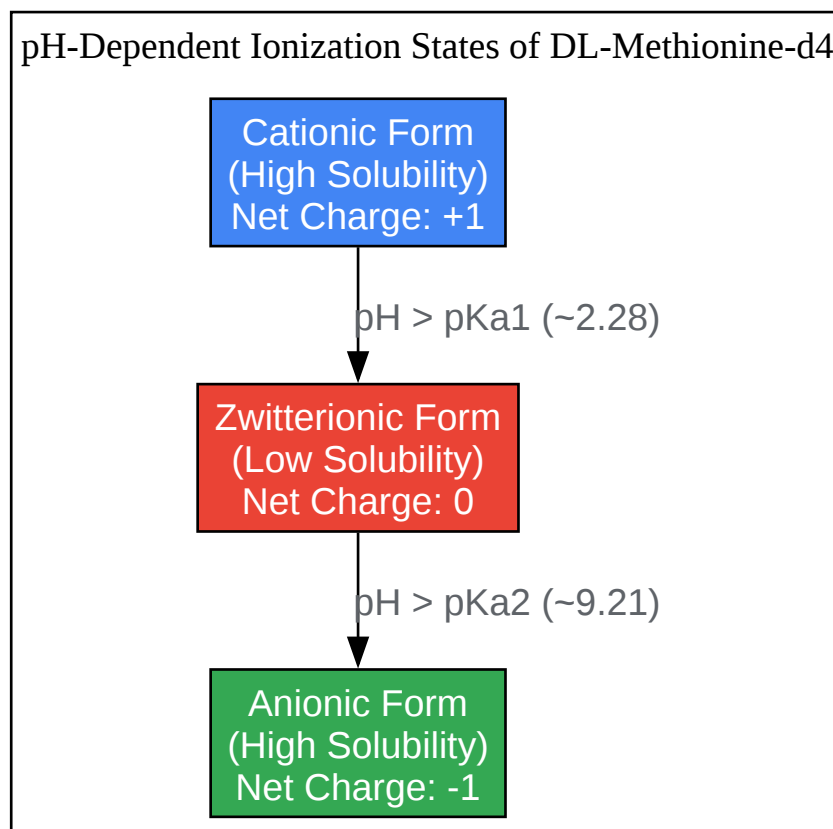 pH-Dependent Ionization States of DL-Methionine-d4
Cationic Form
(High Solubility)
Net Charge: +1
pH > pKa1 (~2.28)
Zwitterionic Form
(Low Solubility)
Net Charge: 0
pH > pKa2 (~9.21)
Anionic Form
(High Solubility)
Net Charge: -1